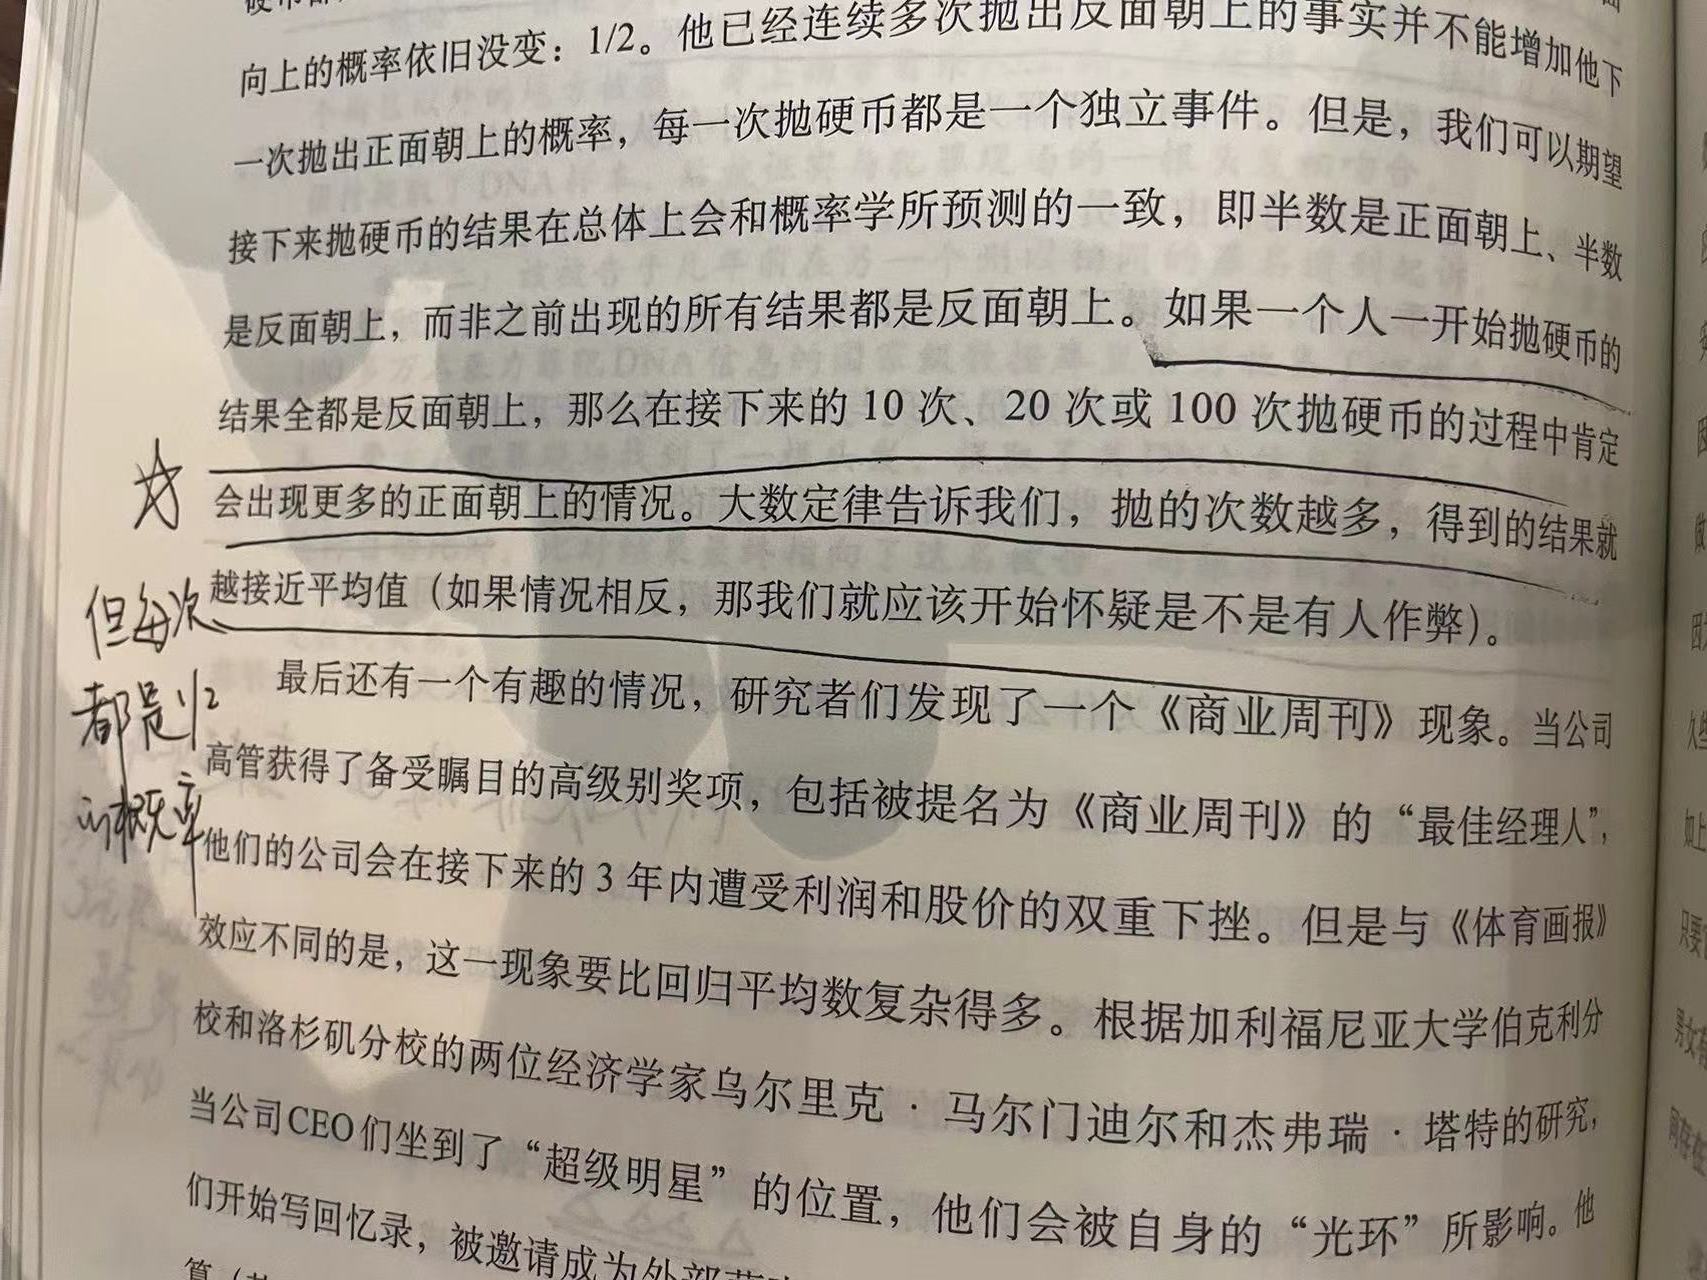 向上的概率依旧没变：1/2。他已经连续多次抛出反面朝上的事实并不能增加他下
一次抛出正面朝上的概率，每一次抛硬币都是一个独立事件。但是，我们可以期望
接下来抛硬币的结果在总体上会和概率学所预测的一致，即半数是正面朝上、半数
是反面朝上，而非之前出现的所有结果都是反面朝上。如果一个人一开始抛硬币的
结果全都是反面朝上，那么在接下来的 10 次、20 次或 100 次抛硬币的过程中肯定
会出现更多的正面朝上的情况。大数定律告诉我们，抛的次数越多，得到的结果就
越接近平均值（如果情况相反，那我们就应该开始怀疑是不是有人作弊）。
但每次
都是1/2
的概率
最后还有一个有趣的情况，研究者们发现了一个《商业周刊》现象。当公司
高管获得了备受瞩目的高级别奖项，包括被提名为《商业周刊》的“最佳经理人”，
他们的公司会在接下来的 3 年内遭受利润和股价的双重下挫。但是与《体育画报》
效应不同的是，这一现象要比回归平均数复杂得多。根据加利福尼亚大学伯克利分
校和洛杉矶分校的两位经济学家乌尔里克·马尔门迪尔和杰弗瑞·塔特的研究，
当公司CEO们坐到了“超级明星”的位置，他们会被自身的“光环”所影响。他
们开始写回忆录，被邀请成为外部董